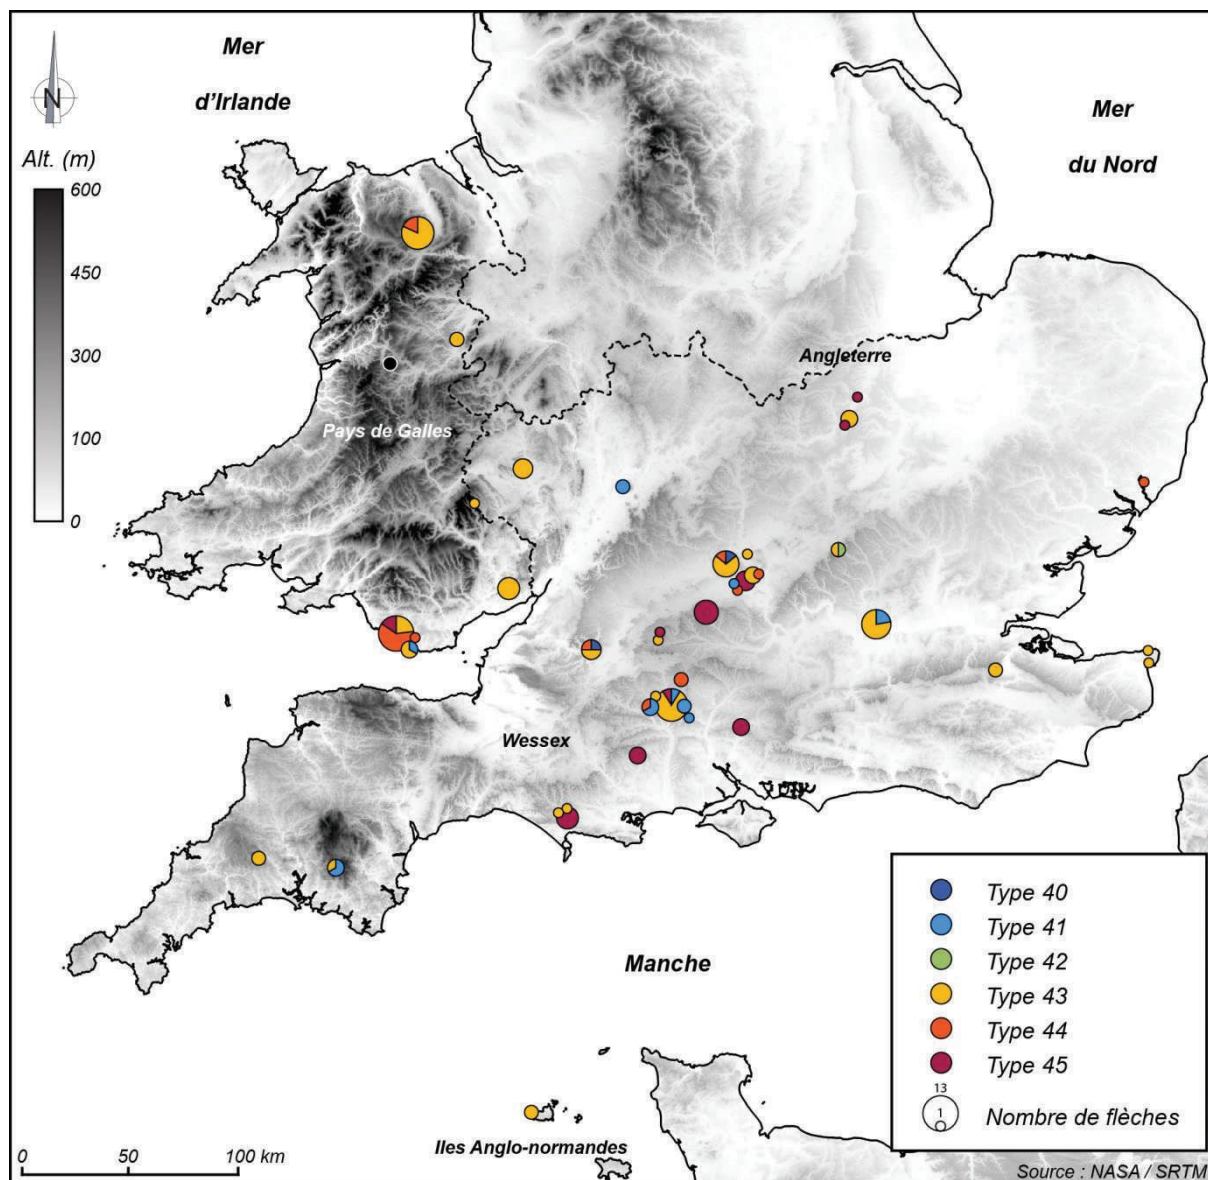 Mer
d'Irlande
Mer
du Nord
N
Alt. (m)
600
450
300
100
0
Angleterre
Pays de Galles
Wessex
Manche
Iles Anglo-normandes
Type 40
Type 41
Type 42
Type 43
Type 44
Type 45
13
1
Nombre de flèches
0 50 100 km
Source : NASA / SRTM